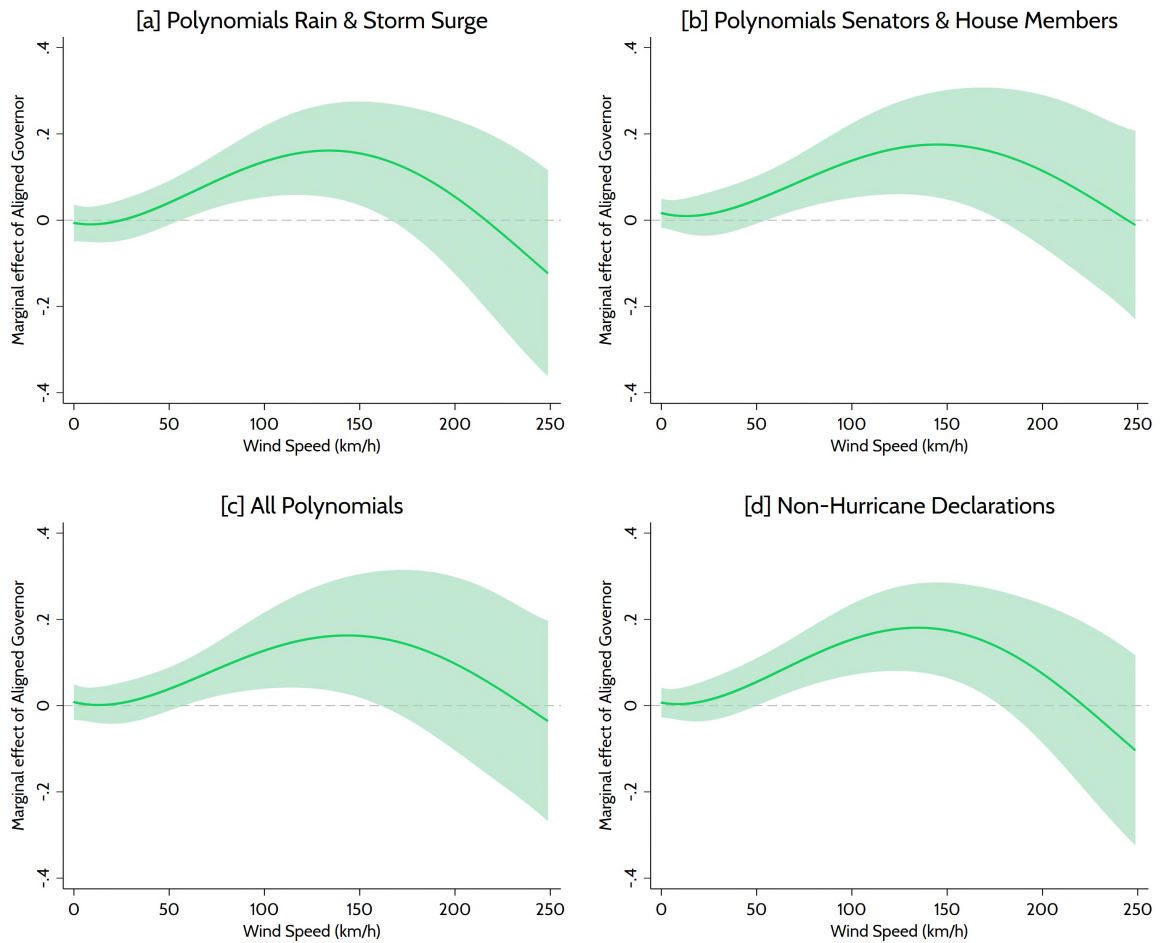 [a] Polynomials Rain & Storm Surge
Marginal effect of Aligned Governor
.4
.2
0
-.2
-.4
0 50 100 150 200 250
Wind Speed (km/h)
[b] Polynomials Senators & House Members
Marginal effect of Aligned Governor
.4
.2
0
-.2
-.4
0 50 100 150 200 250
Wind Speed (km/h)
[c] All Polynomials
Marginal effect of Aligned Governor
.4
.2
0
-.2
-.4
0 50 100 150 200 250
Wind Speed (km/h)
[d] Non-Hurricane Declarations
Marginal effect of Aligned Governor
.4
.2
0
-.2
-.4
0 50 100 150 200 250
Wind Speed (km/h)